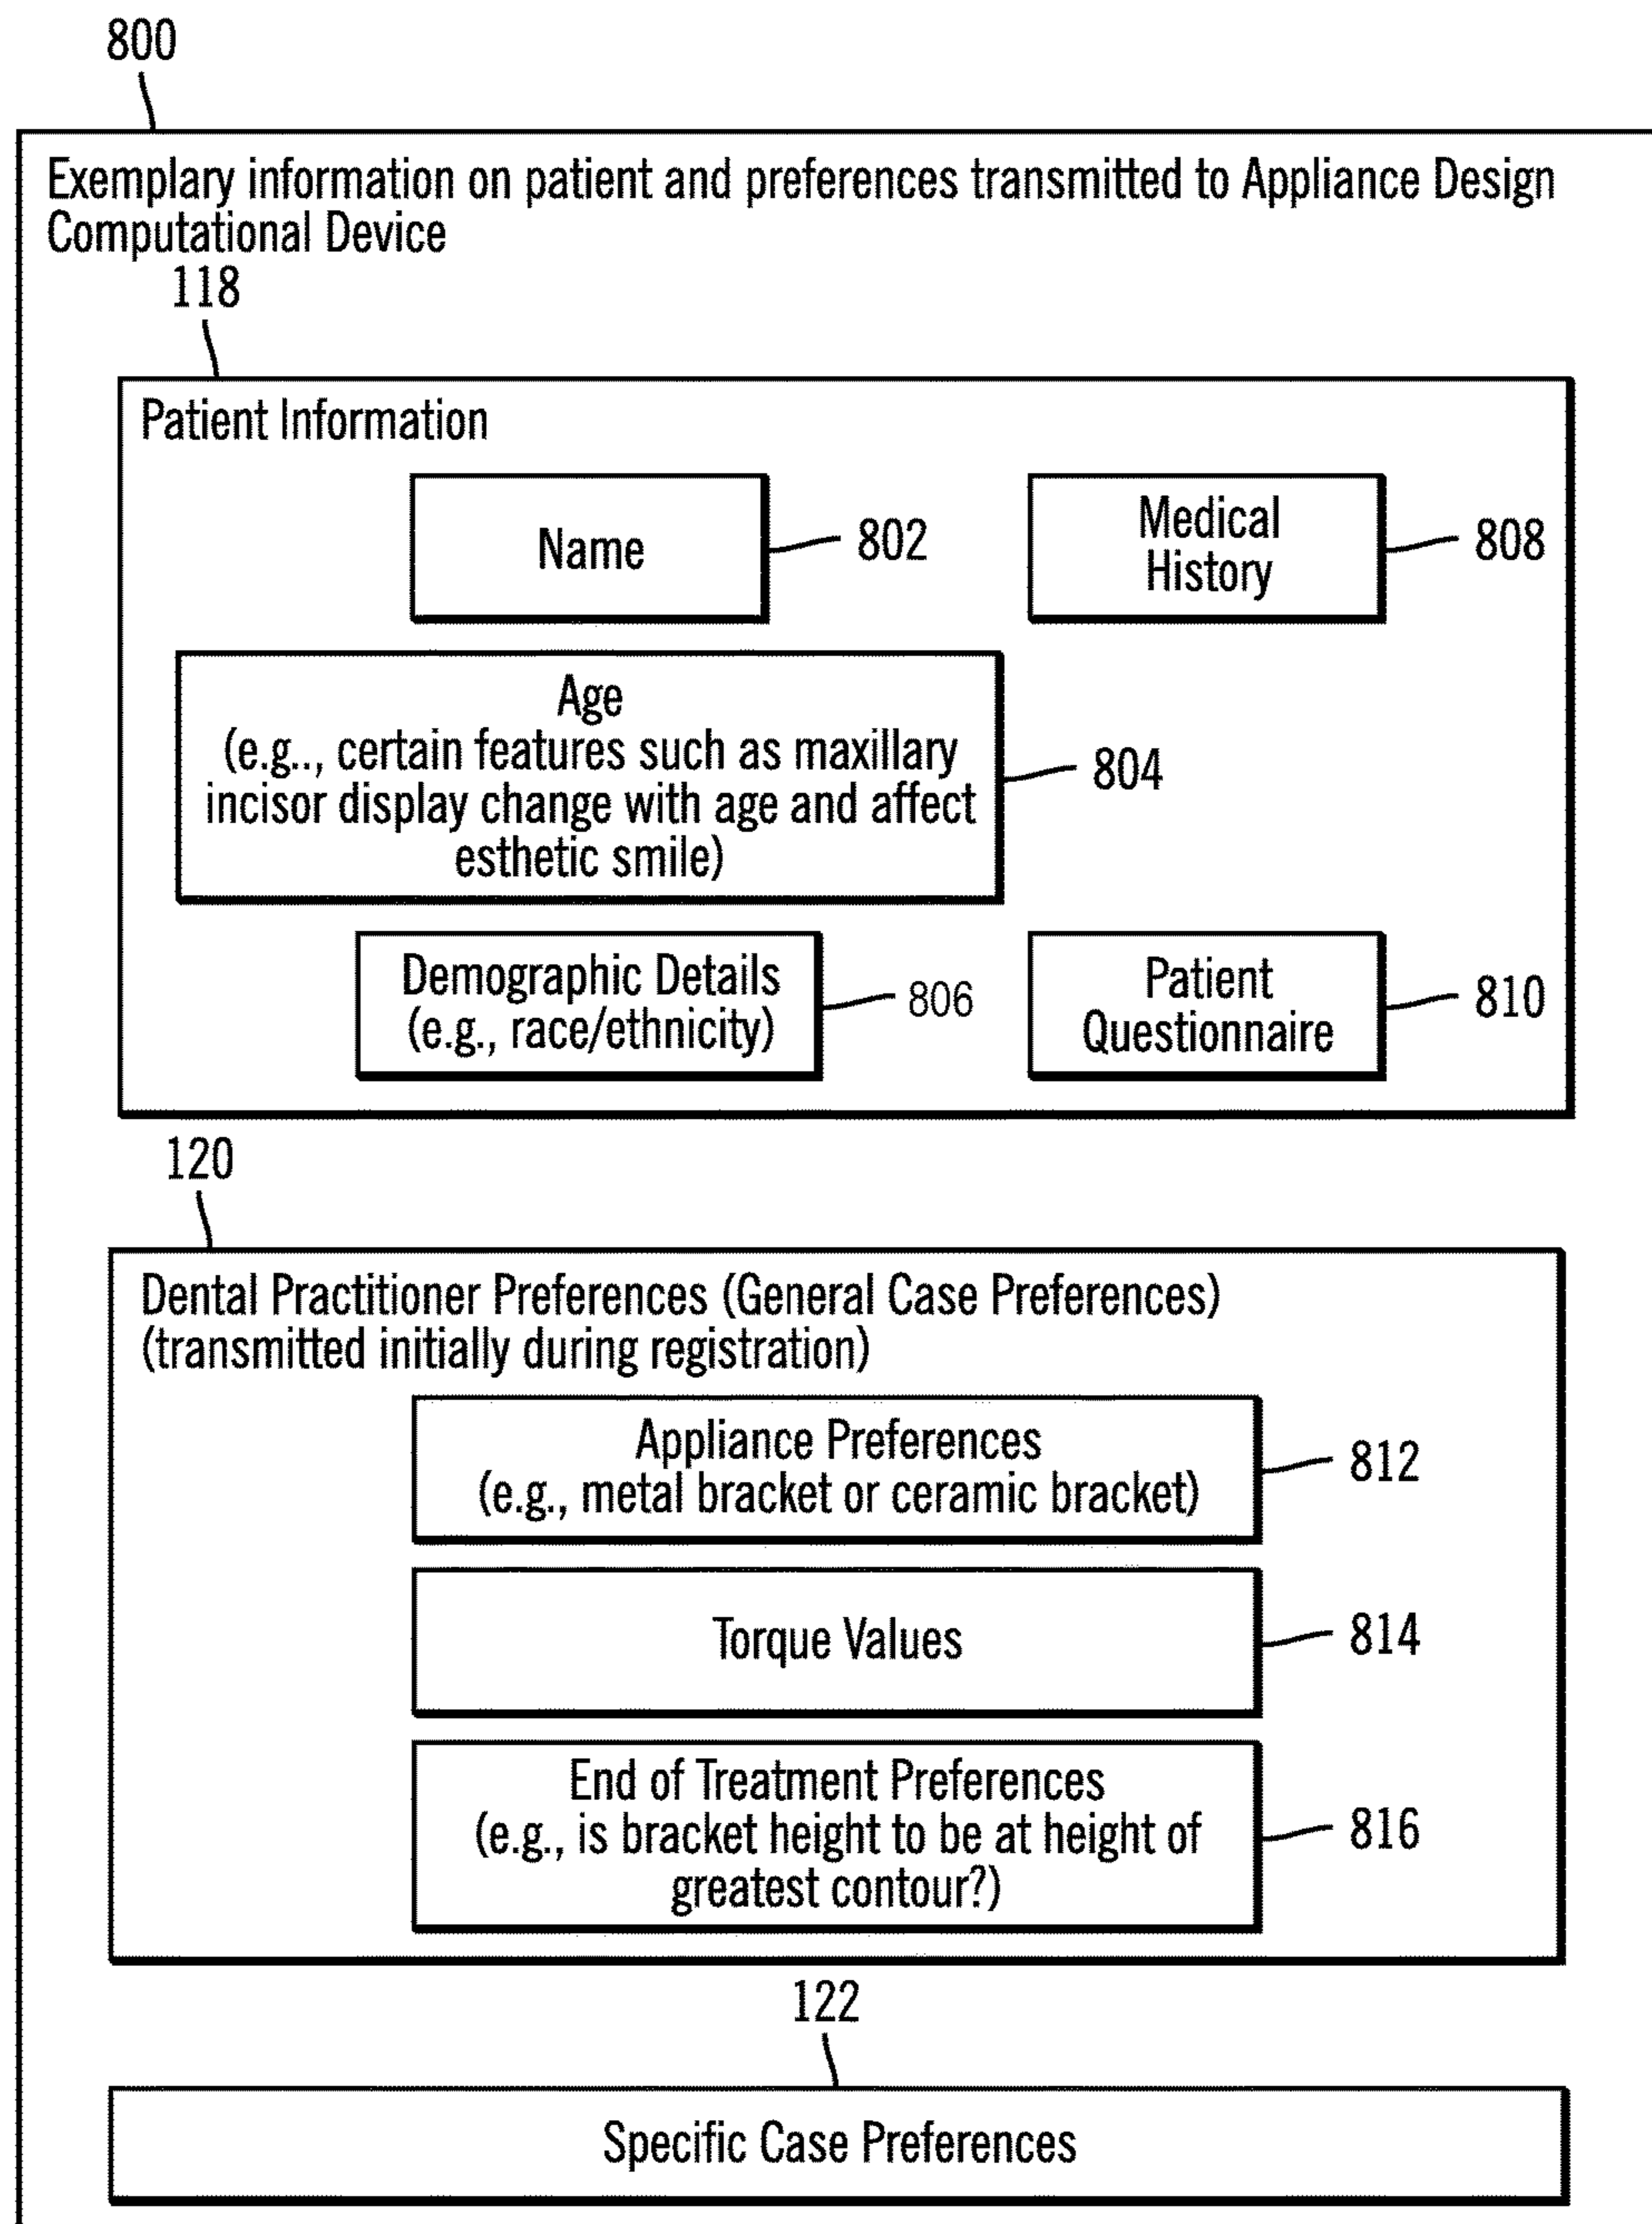 800
Exemplary information on patient and preferences transmitted to Appliance Design
Computational Device
118
Patient Information
Name
802
Medical
History
808
Age
(e.g.., certain features such as maxillary
incisor display change with age and affect
esthetic smile)
804
Demographic Details
(e.g., race/ethnicity)
806
Patient
Questionnaire
810
120
Dental Practitioner Preferences (General Case Preferences)
(transmitted initially during registration)
Appliance Preferences
(e.g., metal bracket or ceramic bracket)
812
Torque Values
814
End of Treatment Preferences
(e.g., is bracket height to be at height of
greatest contour?)
816
122
Specific Case Preferences